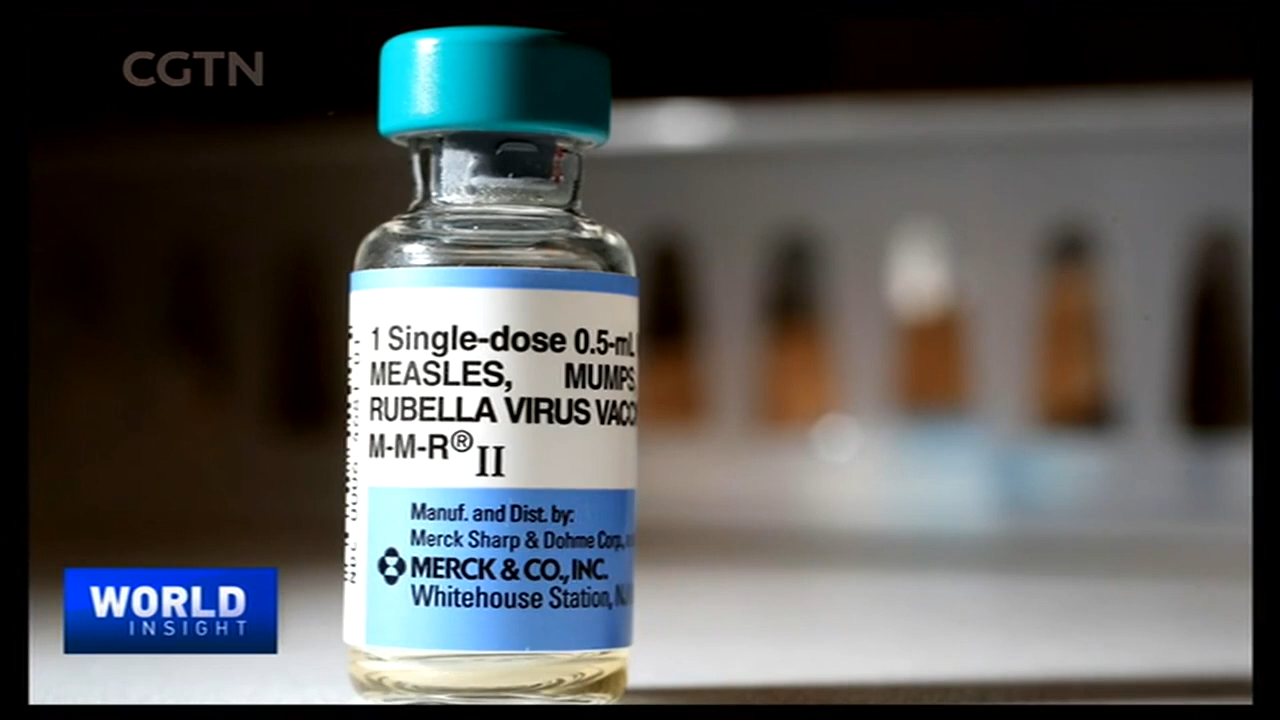 CGTN
1 Single-dose 0.5-mL
MEASLES, MUMPS
RUBELLA VIRUS
M-M-R® II
Manuf. and Dist. by:
Merck Sharp & Dohme Corp.,
MERCK & CO., INC.
Whitehouse Station,
WORLD
INSIGHT